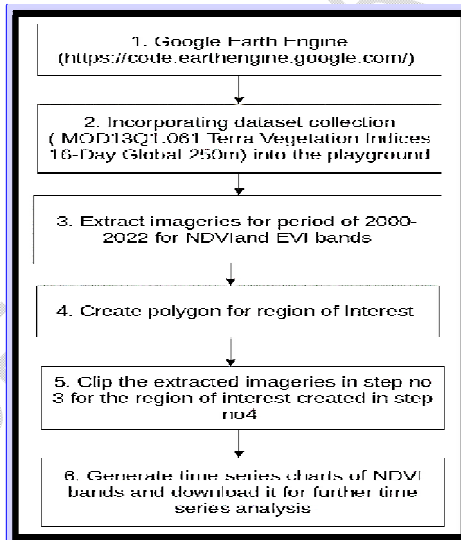 1. Google Earth Engine
(https://code.earthengine.google.com/)
2. Incorporating dataset collection
( MOD13Q1.061 Terra Vegetation Indices
16-Day Global 250m) into the playground
3. Extract imageries for period of 2000-
2022 for NDVIand EVI bands
4. Create polygon for region of Interest
5. Clip the extracted imageries in step no
3 for the region of interest created in step
no4
6. Generate time series charts of NDVI
bands and download it for further time
series analysis